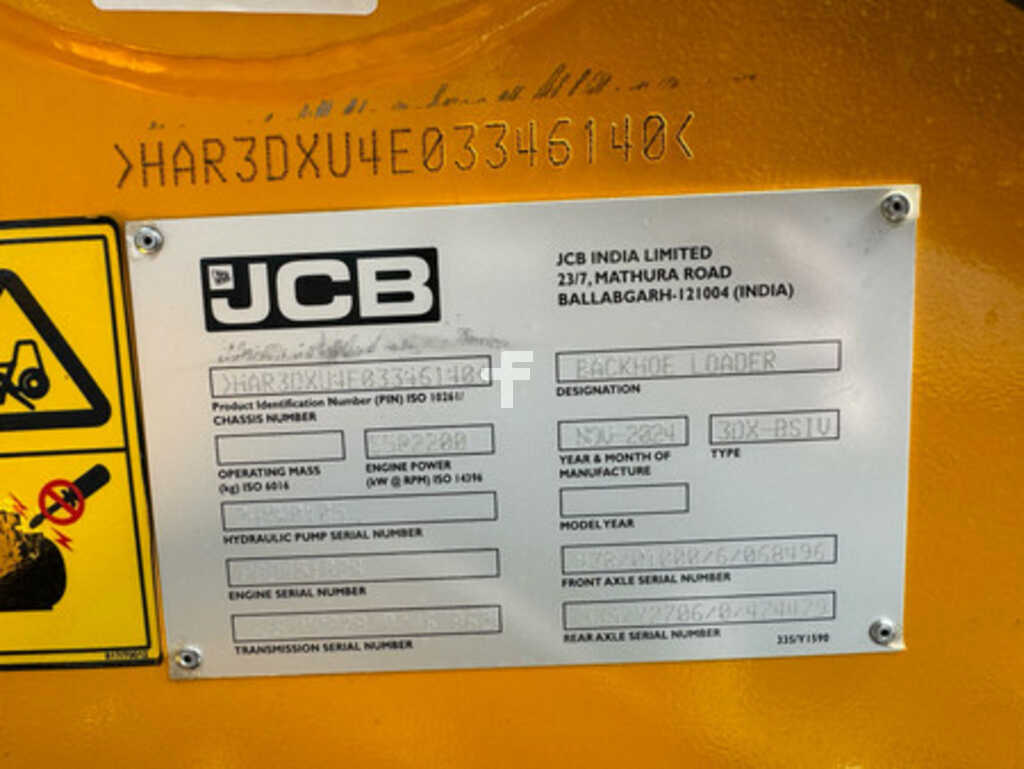 >HAR3DXU4E03346140<
JCB
JCB INDIA LIMITED
23/7, MATHURA ROAD
BALLABGARH-121004 (INDIA)
>HAR3DXU4E03346140<
Product Identification Number (PIN) ISO 10261/
CHASSIS NUMBER
BACKHOE LOADER
DESIGNATION
OPERATING MASS
(kg) ISO 6016
55@2200
ENGINE POWER
(kW @ RPM) ISO 14396
NOV-2024
YEAR & MONTH OF
MANUFACTURE
3DX-BSIV
TYPE
HYDRAULIC PUMP SERIAL NUMBER
MODEL YEAR
ENGINE SERIAL NUMBER
FRONT AXLE SERIAL NUMBER
TRANSMISSION SERIAL NUMBER
REAR AXLE SERIAL NUMBER
335/Y1590